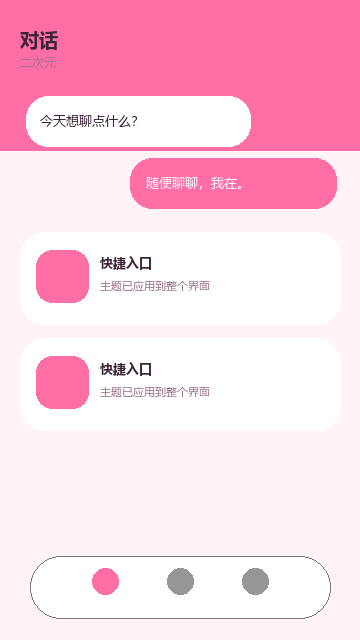 对话
二次元
今天想聊点什么?
随便聊聊，我在。
快捷入口
主题已应用到整个界面
快捷入口
主题已应用到整个界面